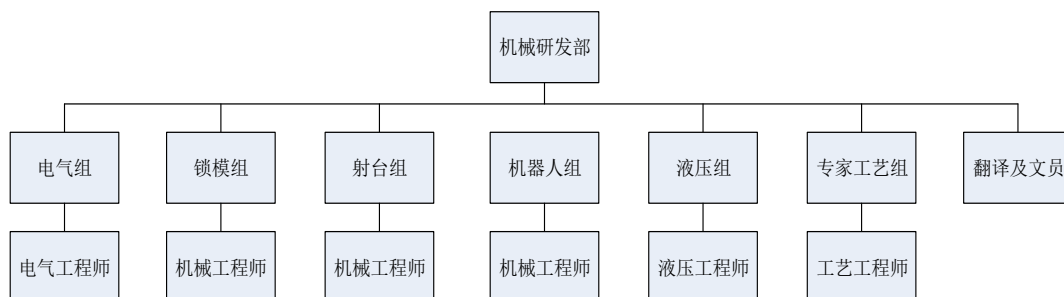 机械研发部
电气组
锁模组
射台组
机器人组
液压组
专家工艺组
翻译及文员
电气工程师
机械工程师
机械工程师
机械工程师
液压工程师
工艺工程师